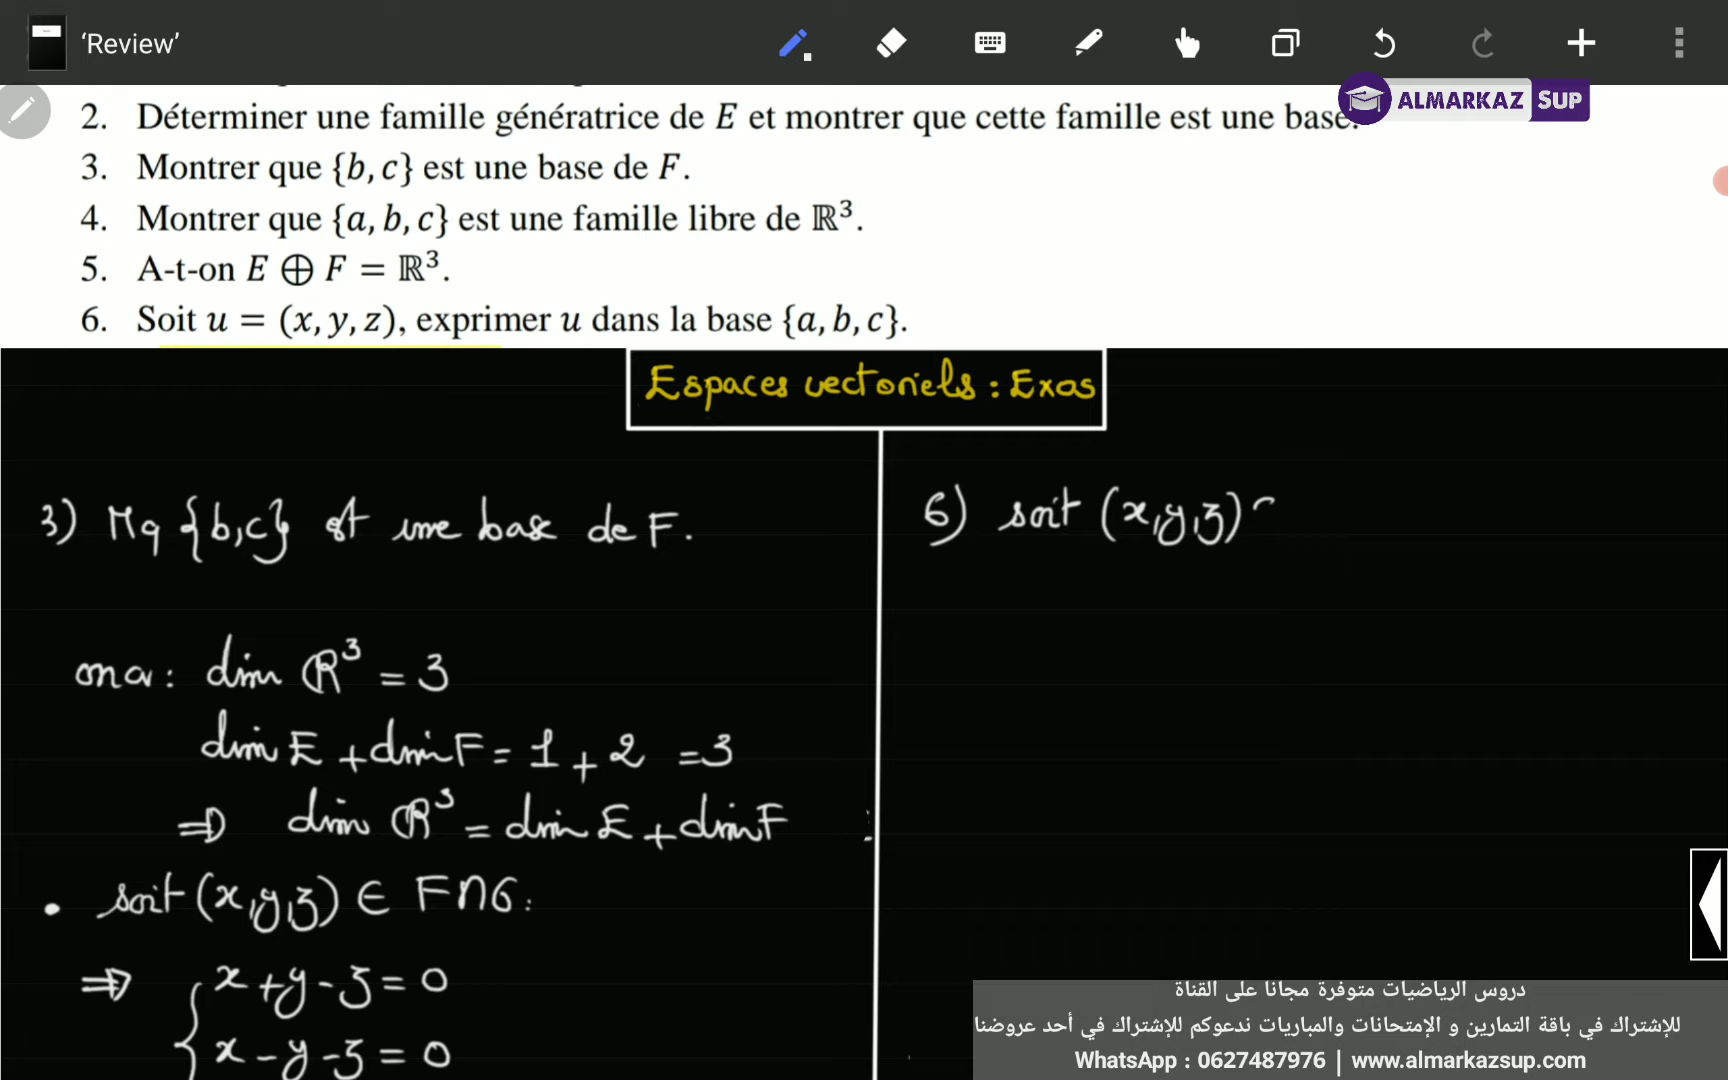 ‘Review’
ALMARKAZ SUP
2. Déterminer une famille génératrice de E et montrer que cette famille est une base.
3. Montrer que {b, c} est une base de F.
4. Montrer que {a, b, c} est une famille libre de ℝ³.
5. A-t-on E ⊕ F = ℝ³.
6. Soit u = (x, y, z), exprimer u dans la base {a, b, c}.
Espaces vectoriels : Exos
3) Mq {b,c} est une base de F.
on a : dim ℝ³ = 3
dim E + dim F = 1 + 2 = 3
⇒ dim ℝ³ = dim E + dim F
• soit (x,y,z) ∈ F∩G :
⇒ { x + y - z = 0
x - y - z = 0
6) soit (x,y,z)
دروس الرياضيات متوفرة مجانا على القناة
للإشتراك في باقة التمارين و الإمتحانات والمباريات ندعوكم للإشتراك في أحد عروضنا
WhatsApp : 0627487976 | www.almarkazsup.com